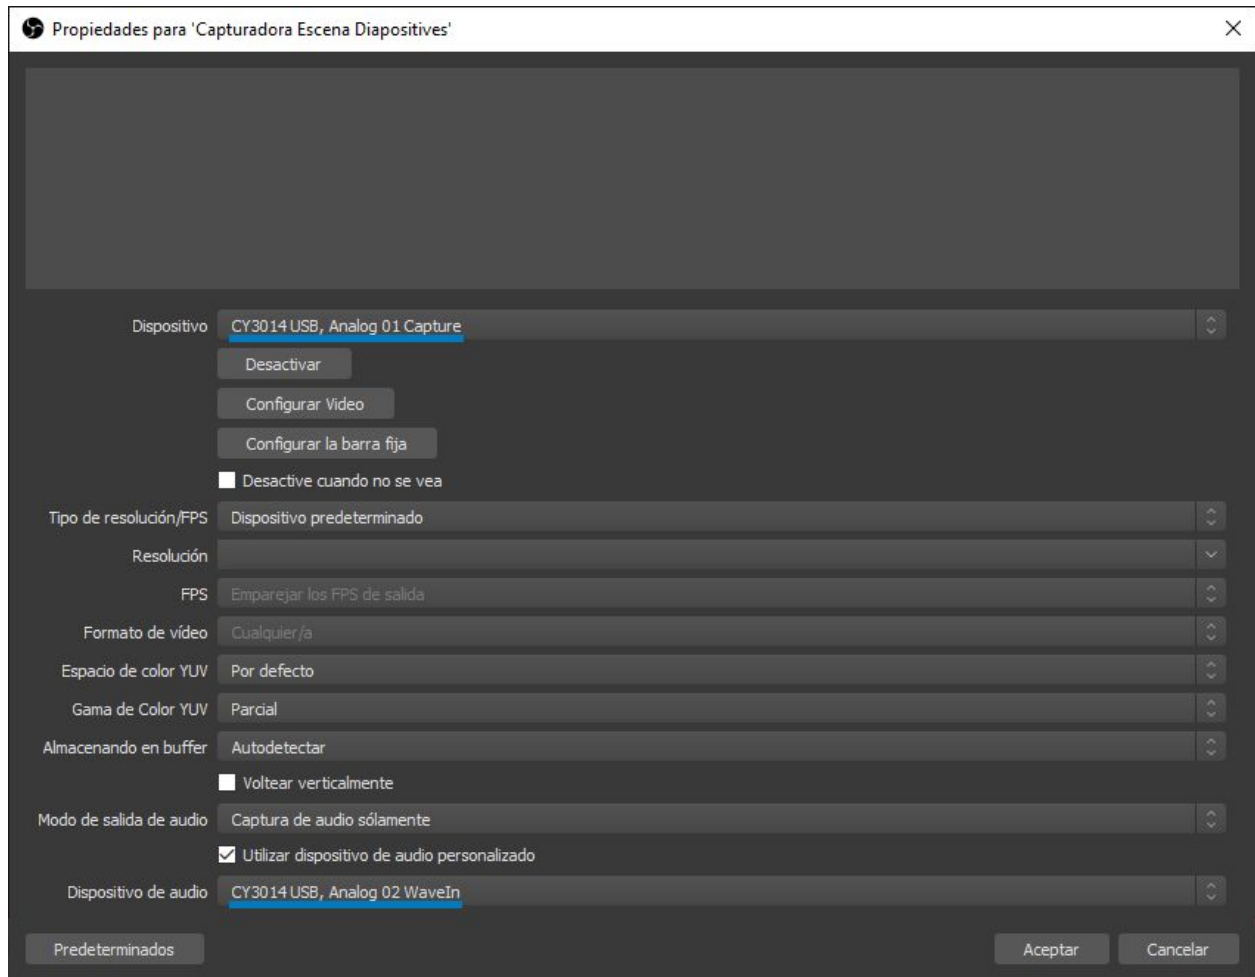 Propiedades para 'Capturadora Escena Diapositives'
Dispositivo CY3014 USB, Analog 01 Capture
Desactivar
Configurar Video
Configurar la barra fija
Desactive cuando no se vea
Tipo de resolución/FPS Dispositivo predeterminado
Resolución
FPS Emparejar los FPS de salida
Formato de vídeo Cualquier/a
Espacio de color YUV Por defecto
Gama de Color YUV Parcial
Almacenando en buffer Autodetectar
Voltear verticalmente
Modo de salida de audio Captura de audio sólamente
Utilizar dispositivo de audio personalizado
Dispositivo de audio CY3014 USB, Analog 02 WaveIn
Predeterminados Aceptar Cancelar